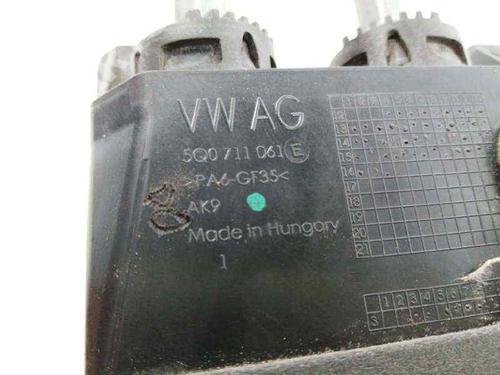 VW AG
5Q0 711 061 E
>PA6-GF35<
AK9
Made in Hungary
1